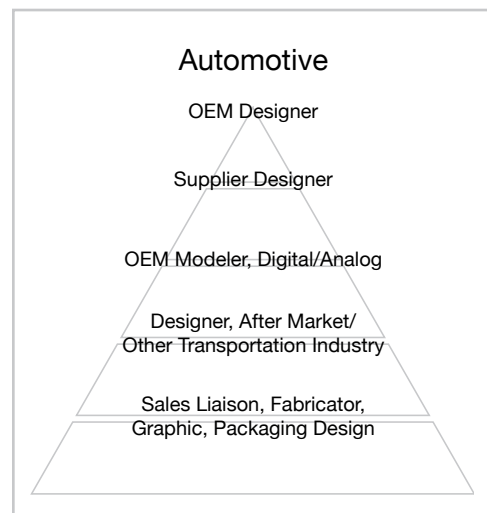 Automotive
OEM Designer
Supplier Designer
OEM Modeler, Digital/Analog
Designer, After Market/
Other Transportation Industry
Sales Liaison, Fabricator,
Graphic, Packaging Design